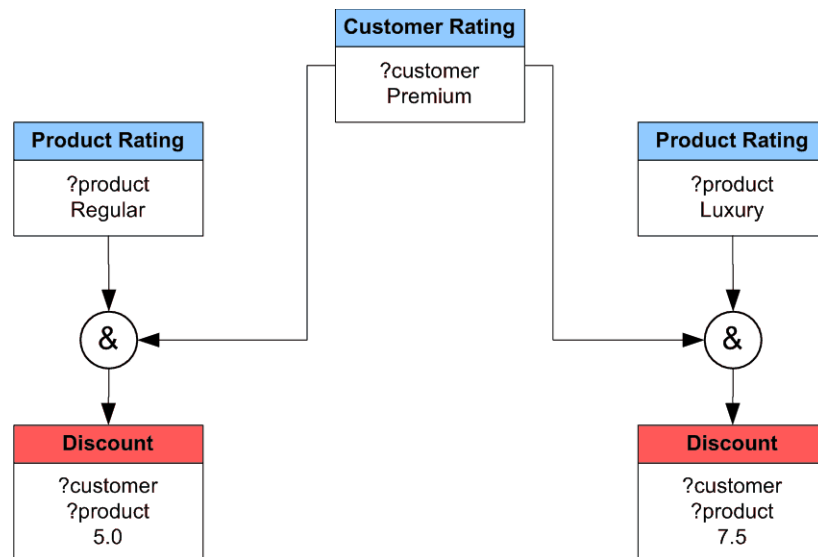 Customer Rating
?customer
Premium
Product Rating
?product
Regular
Product Rating
?product
Luxury
&
&
Discount
?customer
?product
5.0
Discount
?customer
?product
7.5